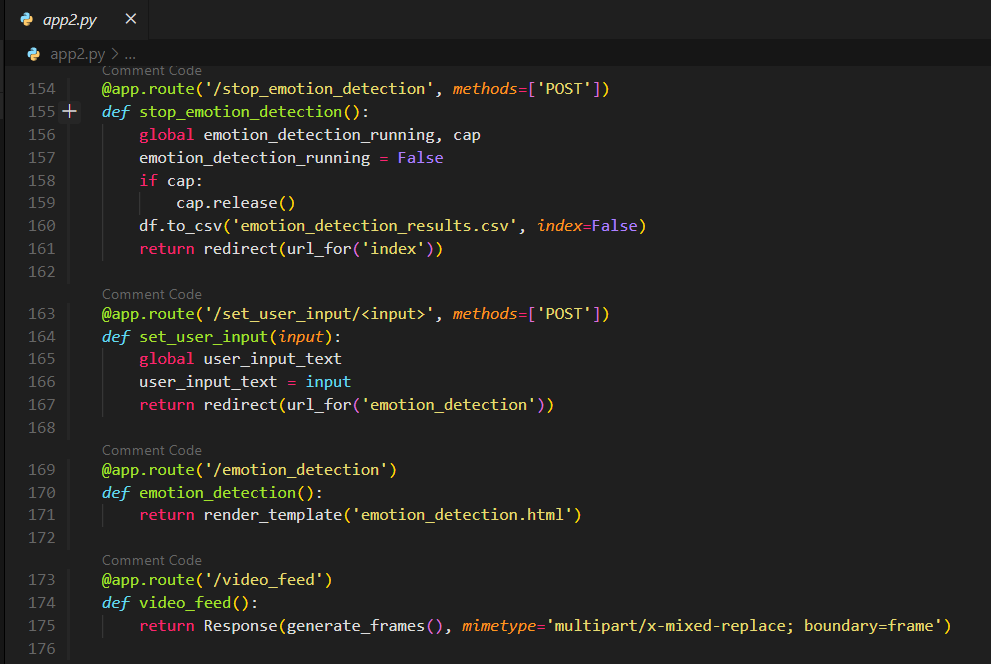 app2.py
app2.py > ...
Comment Code
154 @app.route('/stop_emotion_detection', methods=['POST'])
155 def stop_emotion_detection():
156     global emotion_detection_running, cap
157     emotion_detection_running = False
158     if cap:
159         cap.release()
160     df.to_csv('emotion_detection_results.csv', index=False)
161     return redirect(url_for('index'))
162
Comment Code
163 @app.route('/set_user_input/<input>', methods=['POST'])
164 def set_user_input(input):
165     global user_input_text
166     user_input_text = input
167     return redirect(url_for('emotion_detection'))
168
Comment Code
169 @app.route('/emotion_detection')
170 def emotion_detection():
171     return render_template('emotion_detection.html')
172
Comment Code
173 @app.route('/video_feed')
174 def video_feed():
175     return Response(generate_frames(), mimetype='multipart/x-mixed-replace; boundary=frame')
176